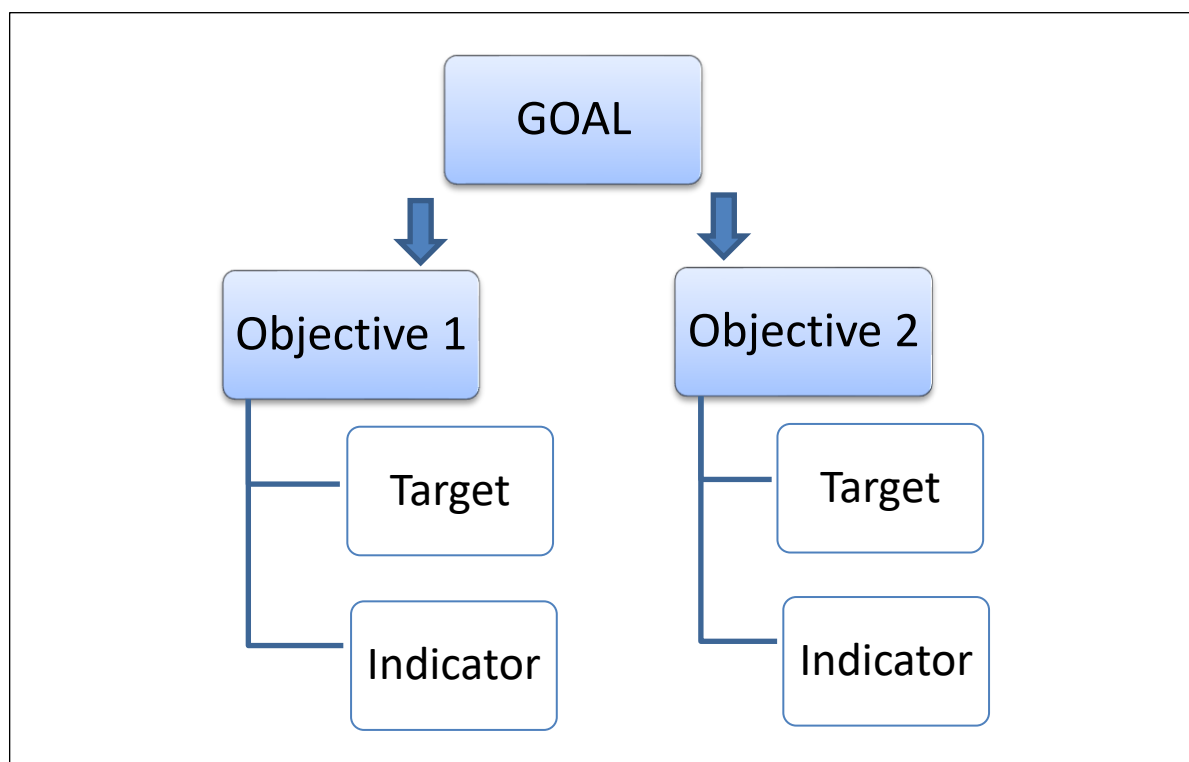 GOAL
Objective 1
Objective 2
Target
Target
Indicator
Indicator